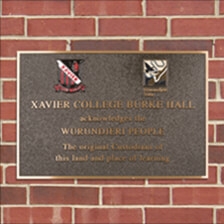 XAVIER COLLEGE BURKE HALL
acknowledges the
WURUNDJERI PEOPLE
The original Custodians of
this land and place of learning